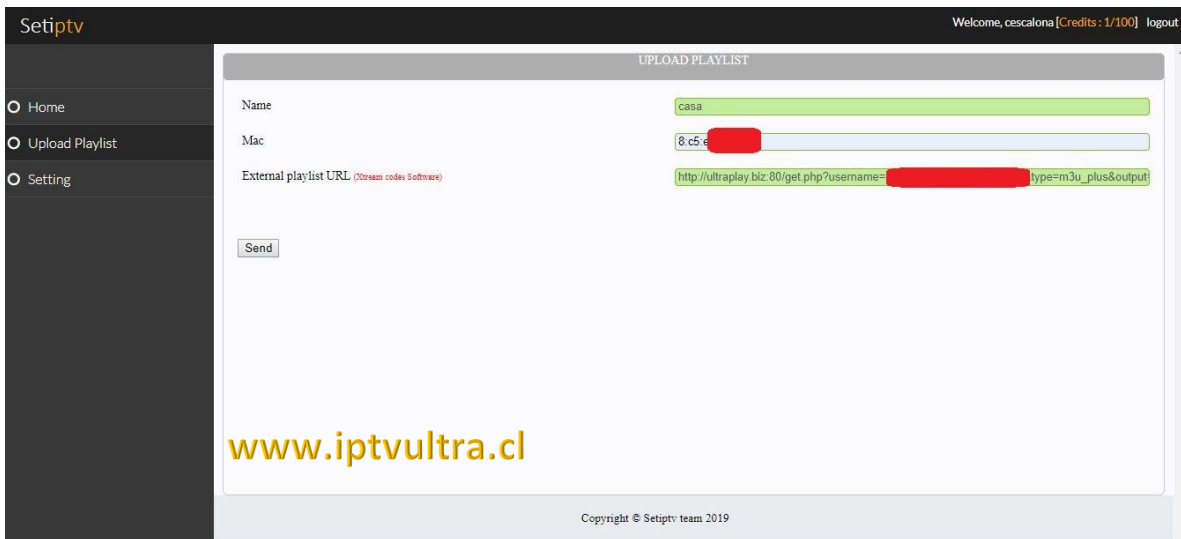 Setiptv
Welcome, cescalona [Credits : 1/100] logout
UPLOAD PLAYLIST
Home
Upload Playlist
Setting
Name
casa
Mac
8:c5:e
External playlist URL (Xtream codes Software)
http://ultraplay.biz:80/get.php?username= type=m3u_plus&output=
Send
www.iptvultra.cl
Copyright © Setiptv team 2019